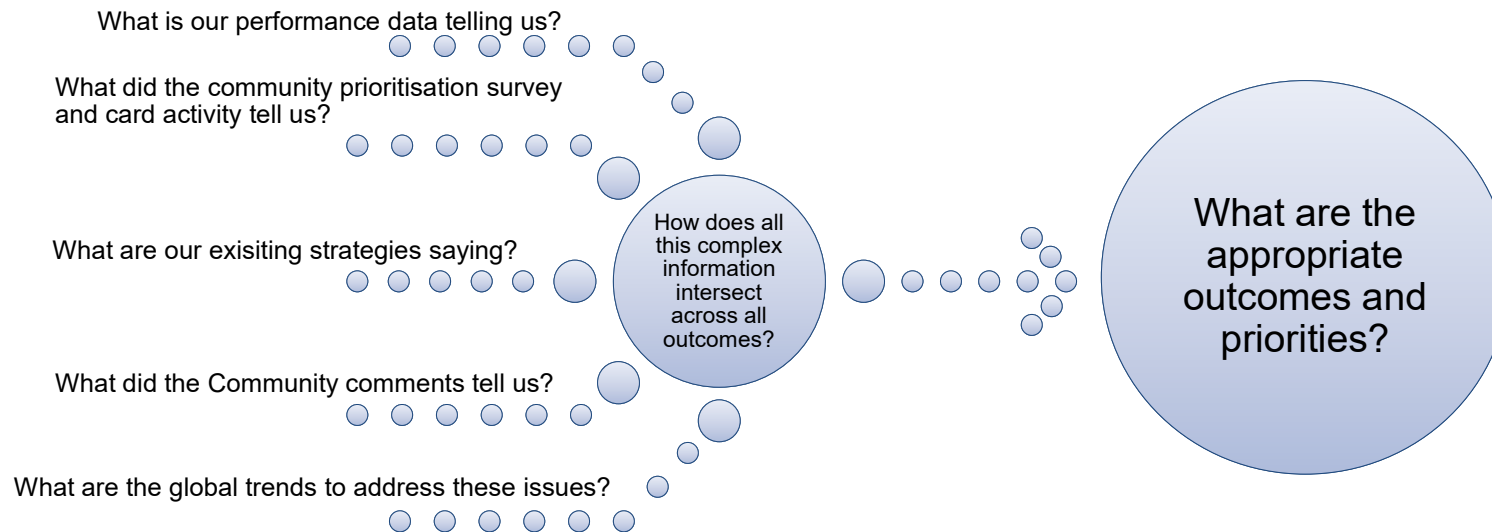 What is our performance data telling us?
What did the community prioritisation survey
and card activity tell us?
What are our exisiting strategies saying?
What did the Community comments tell us?
What are the global trends to address these issues?
How does all
this complex
information
intersect
across all
outcomes?
What are the
appropriate
outcomes and
priorities?